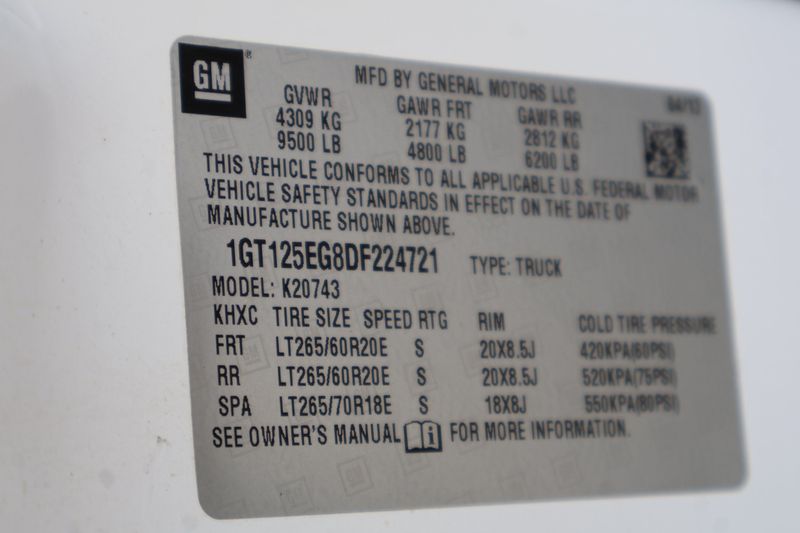 GM
MFD BY GENERAL MOTORS LLC 04/13
GVWR GAWR FRT GAWR RR
4309 KG 2177 KG 2812 KG
9500 LB 4800 LB 6200 LB
THIS VEHICLE CONFORMS TO ALL APPLICABLE U.S. FEDERAL MOTOR
VEHICLE SAFETY STANDARDS IN EFFECT ON THE DATE OF
MANUFACTURE SHOWN ABOVE.
1GT125EG8DF224721 TYPE: TRUCK
MODEL: K20743
KHXC TIRE SIZE SPEED RTG RIM COLD TIRE PRESSURE
FRT LT265/60R20E S 20X8.5J 420KPA(60PSI)
RR LT265/60R20E S 20X8.5J 520KPA(75PSI)
SPA LT265/70R18E S 18X8J 550KPA(80PSI)
SEE OWNER'S MANUAL FOR MORE INFORMATION.